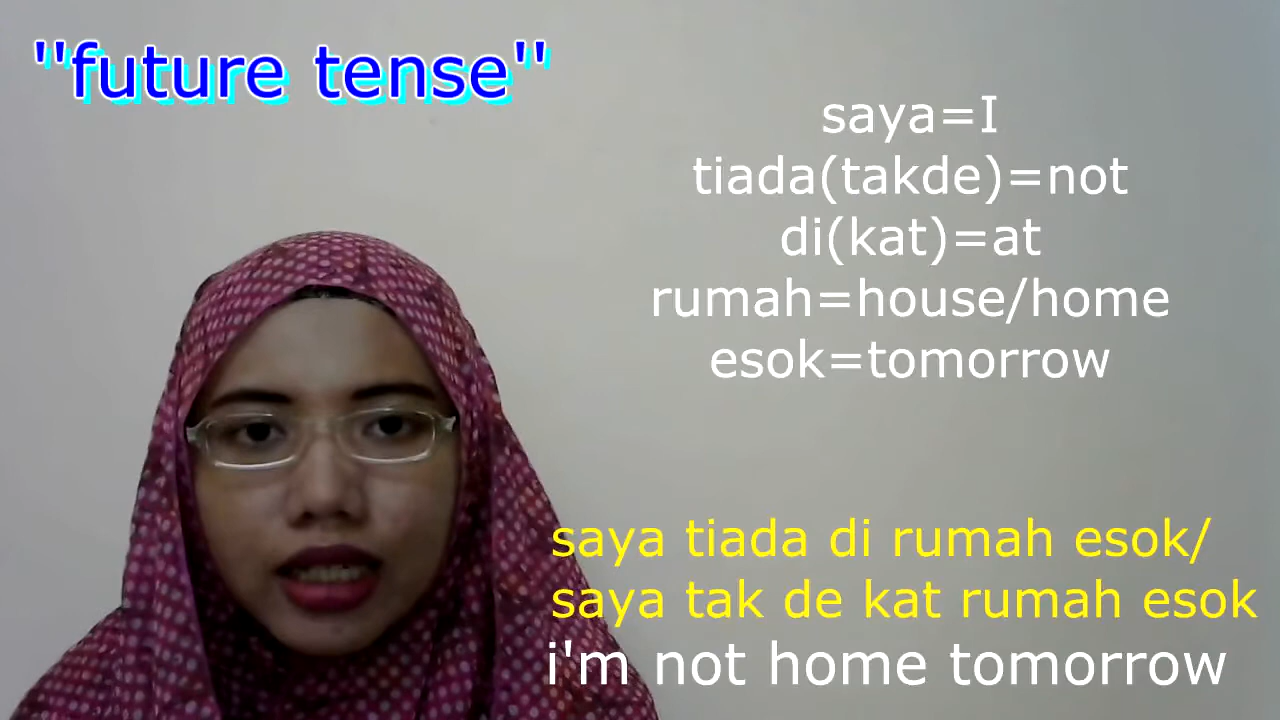 "future tense"
saya=I
tiada(takde)=not
di(kat)=at
rumah=house/home
esok=tomorrow
saya tiada di rumah esok/
saya tak de kat rumah esok
i'm not home tomorrow